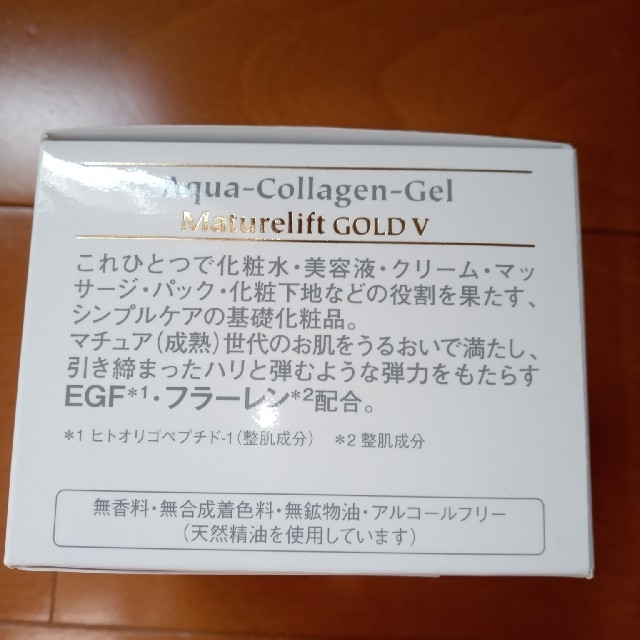 Aqua-Collagen-Gel
Maturelift GOLD V
これひとつで化粧水・美容液・クリーム・マッ
サージ・パック・化粧下地などの役割を果たす、
シンプルケアの基礎化粧品。
マチュア(成熟)世代のお肌をうるおいで満たし、
引き締まったハリと弾むような弾力をもたらす
EGF*1・フラーレン*2配合。
*1 ヒトオリゴペプチド-1(整肌成分) *2 整肌成分
無香料・無合成着色料・無鉱物油・アルコールフリー
(天然精油を使用しています)